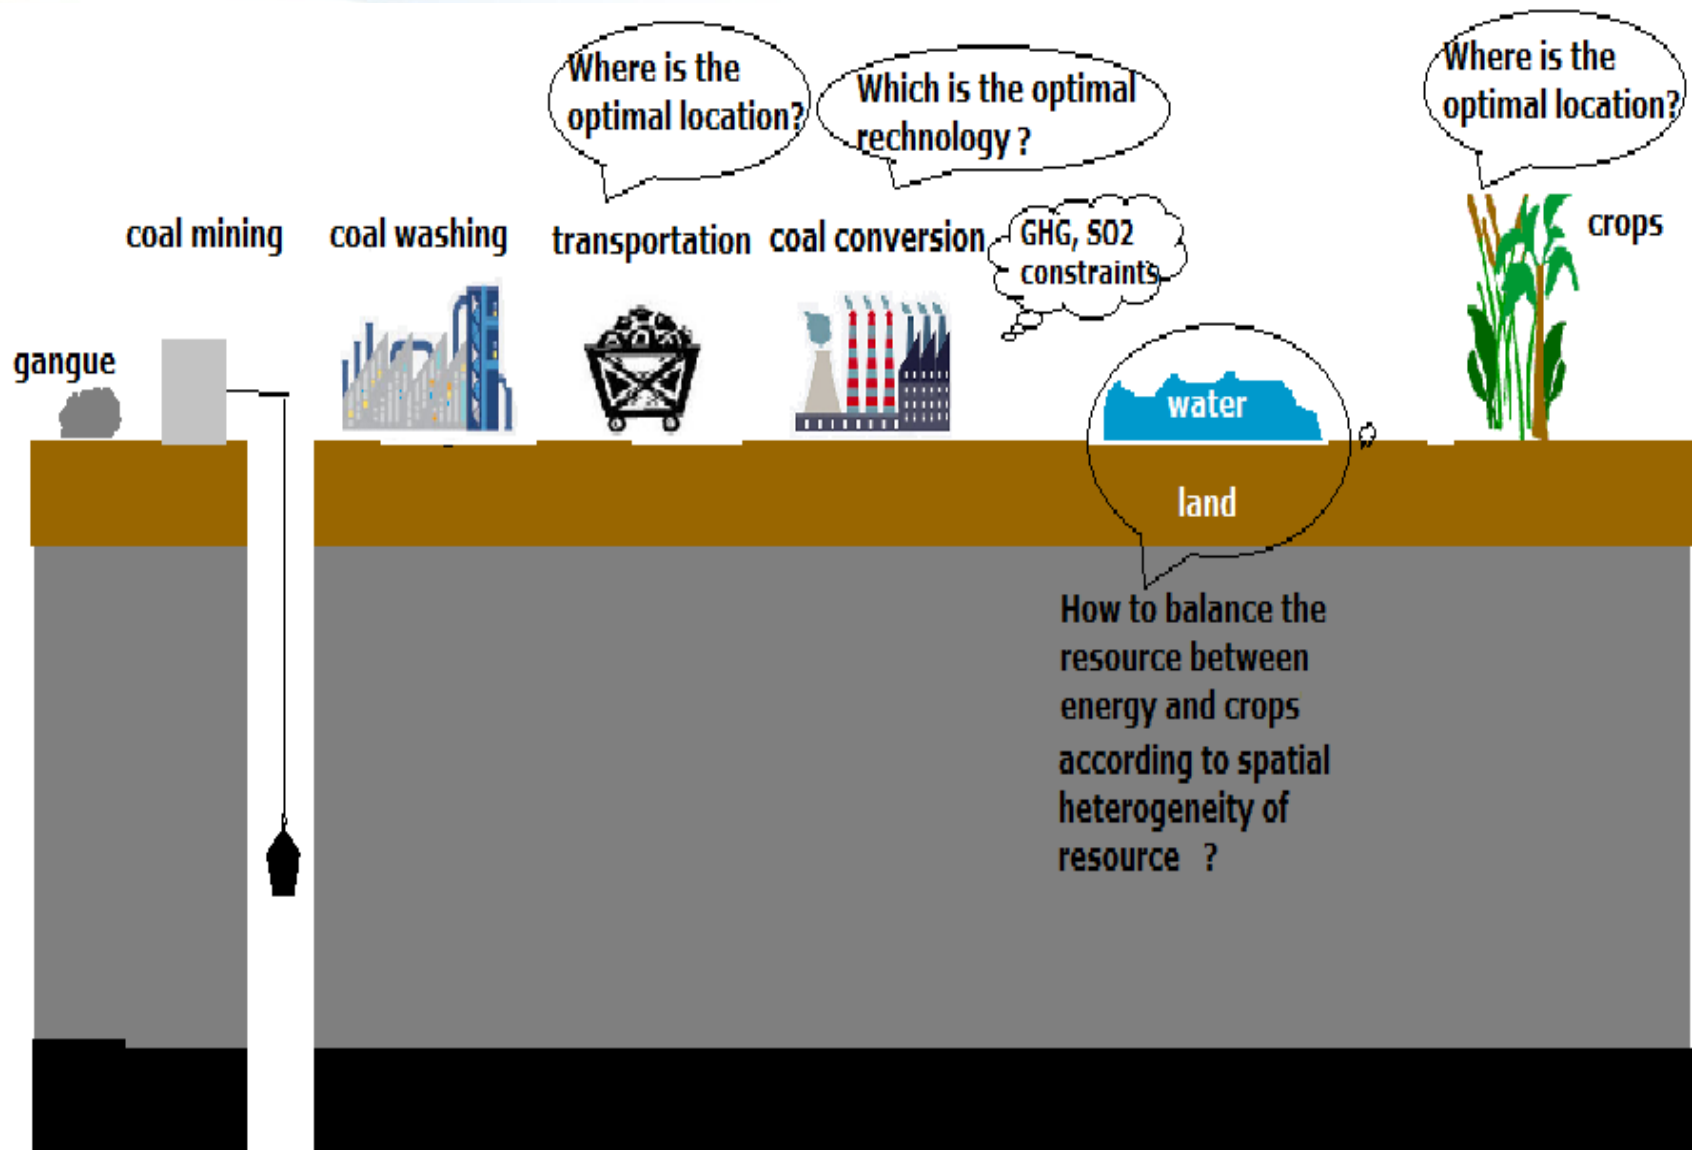 Where is the
optimal location?
Which is the optimal
rechnology ?
Where is the
optimal location?
coal mining
coal washing
transportation
coal conversion
GHG, SO2
constraints
crops
gangue
water
land
How to balance the
resource between
energy and crops
according to spatial
heterogeneity of
resource ?